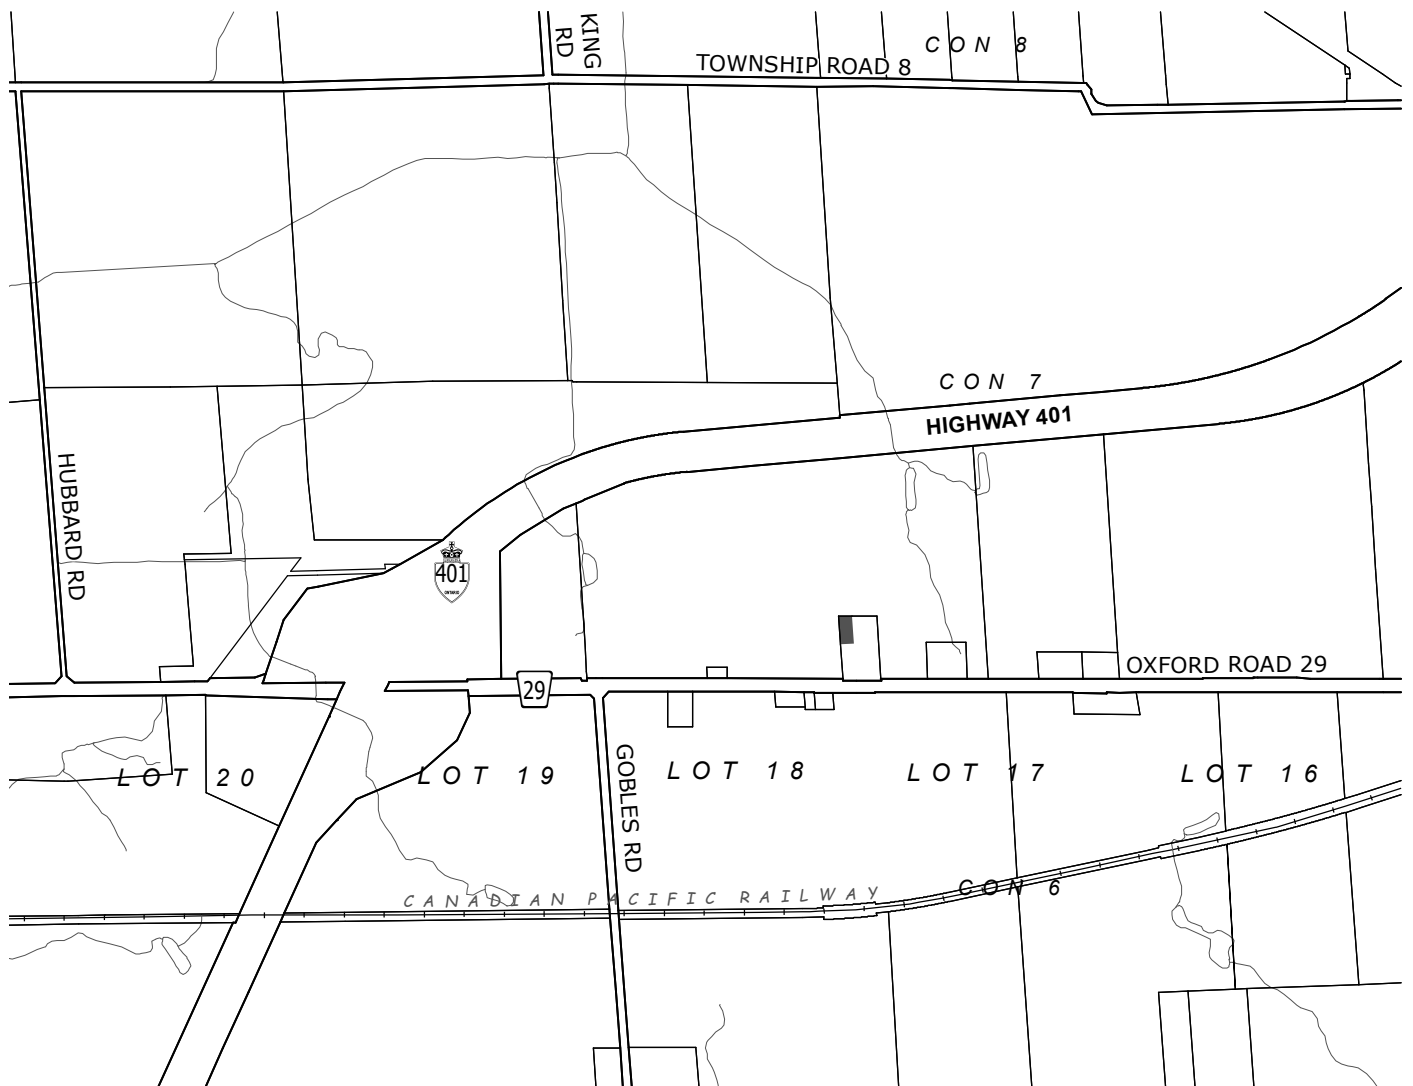 KING
RD
CON 8
TOWNSHIP ROAD 8
CON 7
HIGHWAY 401
HUBBARD RD
401
ONTARIO
OXFORD ROAD 29
29
GOBLES RD
LOT 20
LOT 19
LOT 18
LOT 17
LOT 16
CANADIAN PACIFIC RAILWAY
CON 6